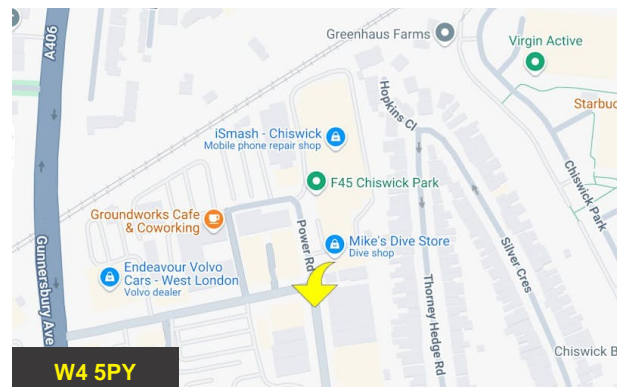 A406
Greenhaus Farms
Virgin Active
Starbuc
Hopkins Cl
iSmash - Chiswick
Mobile phone repair shop
F45 Chiswick Park
Chiswick Park
Groundworks Cafe
& Coworking
Power Rd
Mike's Dive Store
Dive shop
Silver Cres
Endeavour Volvo
Cars - West London
Volvo dealer
Gunnersbury Ave
Thorney Hedge Rd
Chiswick B
W4 5PY